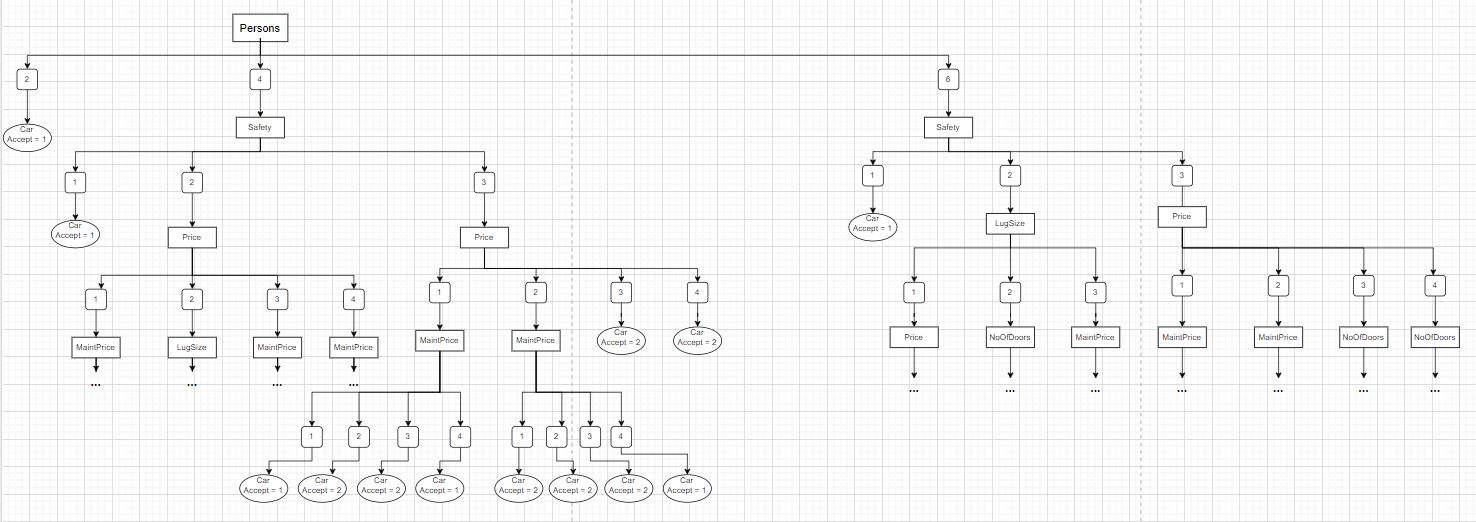 Persons
2
4
6
Car
Accept = 1
Safety
Safety
1
2
3
1
2
3
Car
Accept = 1
Price
Price
Car
Accept = 1
LugSize
Price
1
2
3
4
1
2
3
4
1
2
3
1
2
3
4
MaintPrice
LugSize
MaintPrice
MaintPrice
MaintPrice
MaintPrice
Car
Accept = 2
Car
Accept = 2
Price
NoOfDoors
MaintPrice
MaintPrice
MaintPrice
NoOfDoors
NoOfDoors
...
...
...
...
...
...
...
...
...
...
...
1
2
3
4
1
2
3
4
Car
Accept = 1
Car
Accept = 2
Car
Accept = 2
Car
Accept = 1
Car
Accept = 2
Car
Accept = 2
Car
Accept = 2
Car
Accept = 1